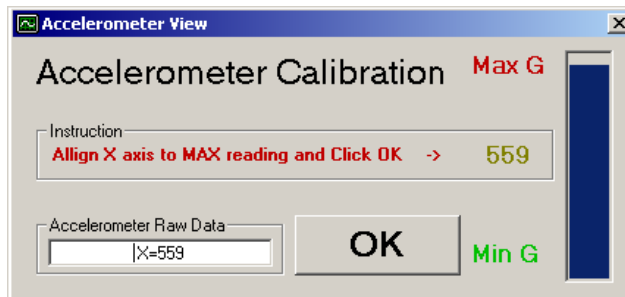 Accelerometer View
Accelerometer Calibration
Max G
Instruction
Allign X axis to MAX reading and Click OK -> 559
Accelerometer Raw Data
X=559
OK
Min G